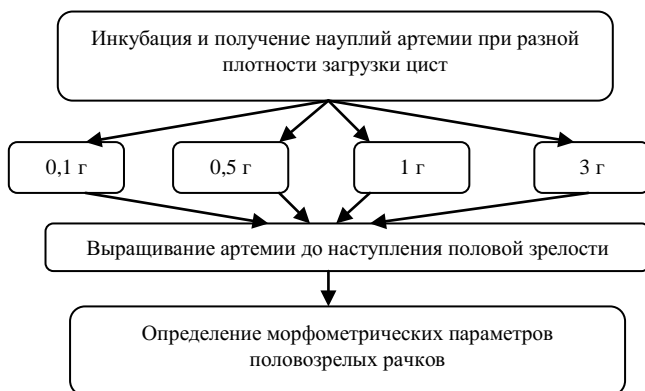 Инкубация и получение науплий артемии при разной
плотности загрузки цист
0,1 г
0,5 г
1 г
3 г
Выращивание артемии до наступления половой зрелости
Определение морфометрических параметров
половозрелых рачков